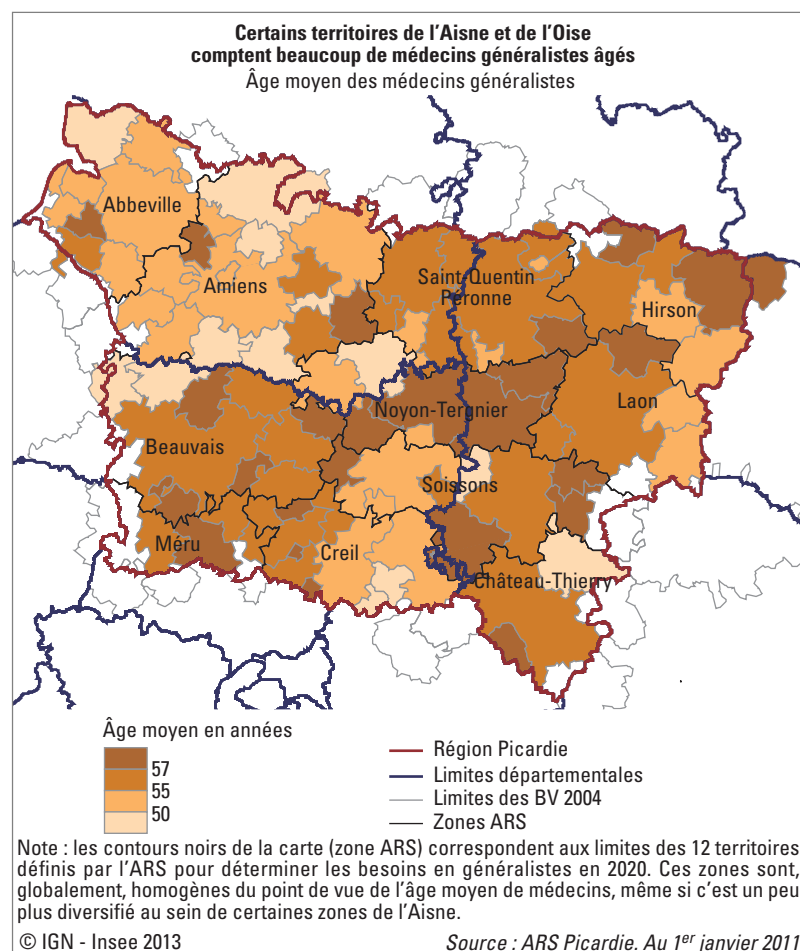 Certains territoires de l'Aisne et de l'Oise
comptent beaucoup de médecins généralistes âgés
Âge moyen des médecins généralistes
Abbeville
Amiens
Saint-Quentin
Péronne
Hirson
Noyon-Tergnier
Laon
Beauvais
Soissons
Méru
Creil
Château-Thierry
Âge moyen en années
57
55
50
Région Picardie
Limites départementales
Limites des BV 2004
Zones ARS
Note : les contours noirs de la carte (zone ARS) correspondent aux limites des 12 territoires
définis par l'ARS pour déterminer les besoins en généralistes en 2020. Ces zones sont,
globalement, homogènes du point de vue de l'âge moyen de médecins, même si c'est un peu
plus diversifié au sein de certaines zones de l'Aisne.
© IGN - Insee 2013
Source : ARS Picardie. Au 1er janvier 2011